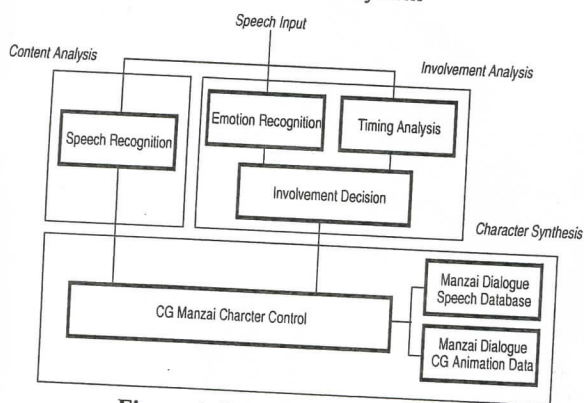 Speech Input
Content Analysis
Involvement Analysis
Emotion Recognition
Timing Analysis
Speech Recognition
Involvement Decision
Character Synthesis
Manzai Dialogue
Speech Database
CG Manzai Charcter Control
Manzai Dialogue
CG Animation Data